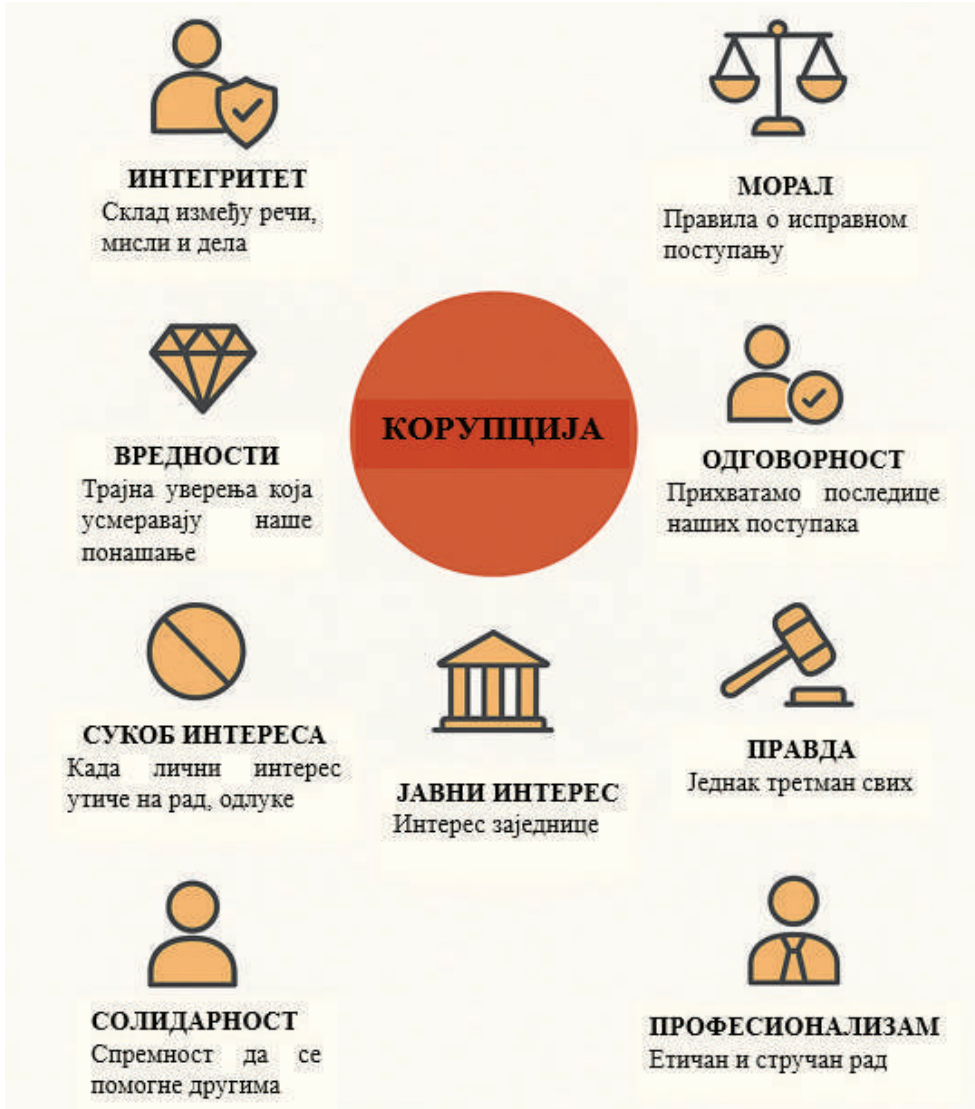 ИНТЕГРИТЕТ
Склад између речи,
мисли и дела
МОРАЛ
Правила о исправном
поступању
КОРУПЦИЈА
ВРЕДНОСТИ
Трајна уверења која
усмеравају наше
понашање
ОДГОВОРНОСТ
Прихватамо последице
наших поступака
СУКОБ ИНТЕРЕСА
Када лични интерес
утиче на рад, одлуке
ЈАВНИ ИНТЕРЕС
Интерес заједнице
ПРАВДА
Једнак третман свих
СОЛИДАРНОСТ
Спремност да се
помогне другима
ПРОФЕСИОНАЛИЗАМ
Етичан и стручан рад